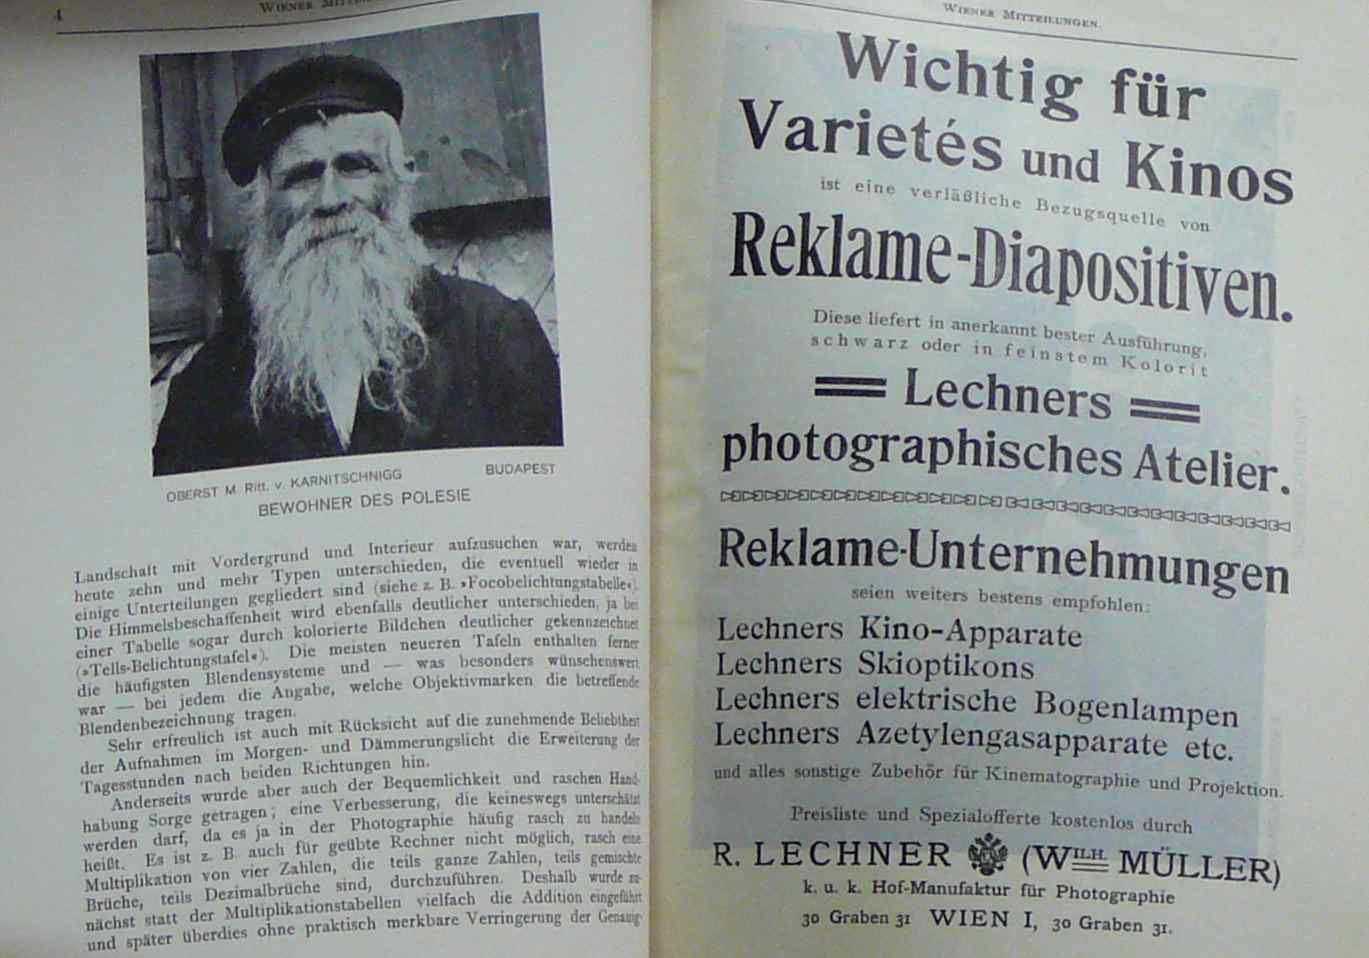 4
WIENER
OBERST M. Ritt. v. KARNITSCHNIGG BUDAPEST
BEWOHNER DES POLESIE
Landschaft mit Vordergrund und Interieur aufzusuchen war, werden
heute zehn und mehr Typen unterschieden, die eventuell wieder in
einige Unterteilungen gegliedert sind (siehe z. B. »Focobelichtungstabelle«).
Die Himmelsbeschaffenheit wird ebenfalls deutlicher unterschieden, ja bei
einer Tabelle sogar durch kolorierte Bildchen deutlicher gekennzeichnet
(»Tells-Belichtungstafel«). Die meisten neueren Tafeln enthalten ferner
die häufigsten Blendensysteme und — was besonders wünschenswert
war — bei jedem die Angabe, welche Objektivmarken die betreffende
Blendenbezeichnung tragen.
Sehr erfreulich ist auch mit Rücksicht auf die zunehmende Beliebtheit
der Aufnahmen im Morgen- und Dämmerungslicht die Erweiterung der
Tagesstunden nach beiden Richtungen hin.
Anderseits wurde aber auch der Bequemlichkeit und raschen Hand-
habung Sorge getragen; eine Verbesserung, die keineswegs unterschätzt
werden darf, da es ja in der Photographie häufig rasch zu handeln
heißt. Es ist z. B. auch für geübte Rechner nicht möglich, rasch eine
Multiplikation von vier Zahlen, die teils ganze Zahlen, teils gemischte
Brüche, teils Dezimalbrüche sind, durchzuführen. Deshalb wurde zu-
nächst statt der Multiplikationstabellen vielfach die Addition eingeführt
und später überdies ohne praktisch merkbare Verringerung der Genauig-
WIENER MITTEILUNGEN.
Wichtig für
Varietés und Kinos
ist eine verläßliche Bezugsquelle von
Reklame-Diapositiven.
Diese liefert in anerkannt bester Ausführung,
schwarz oder in feinstem Kolorit
Lechners
photographisches Atelier.
Reklame-Unternehmungen
seien weiters bestens empfohlen:
Lechners Kino-Apparate
Lechners Skioptikons
Lechners elektrische Bogenlampen
Lechners Azetylengasapparate etc.
und alles sonstige Zubehör für Kinematographie und Projektion.
Preisliste und Spezialofferte kostenlos durch
R. LECHNER (WILH. MÜLLER)
k. u. k. Hof-Manufaktur für Photographie
30 Graben 31 WIEN I, 30 Graben 31.